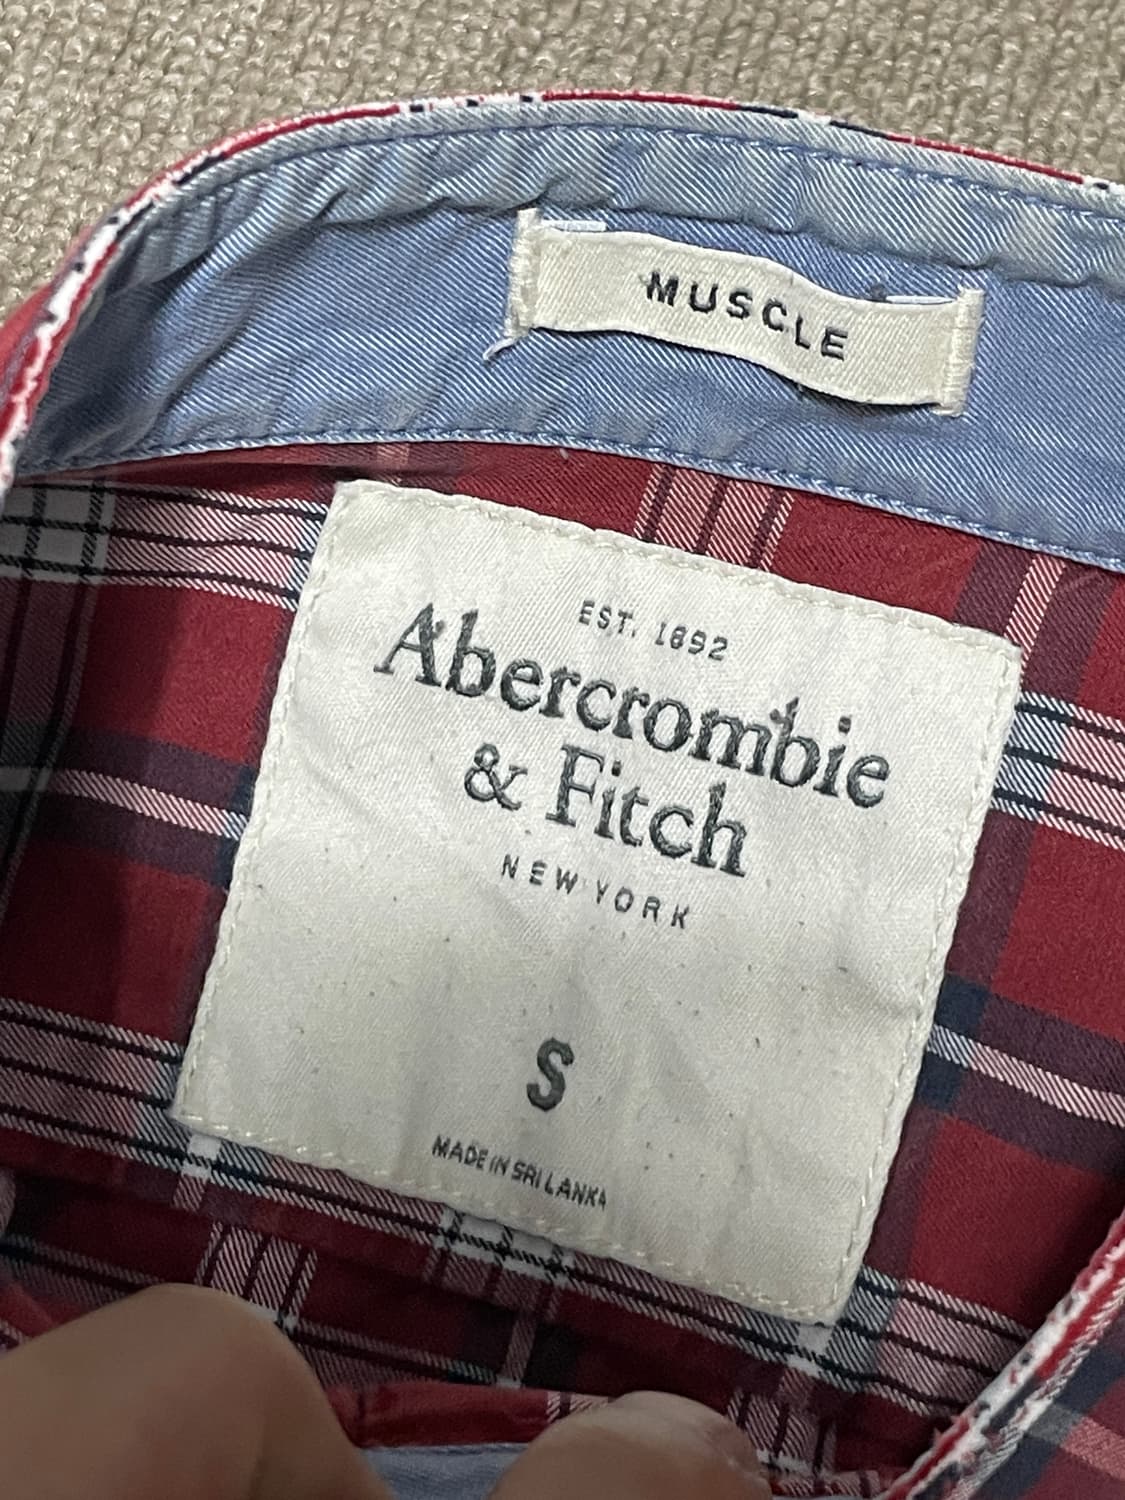 MUSCLE
EST. 1892
Abercrombie
& Fitch
NEW YORK
S
MADE IN SRI LANKA